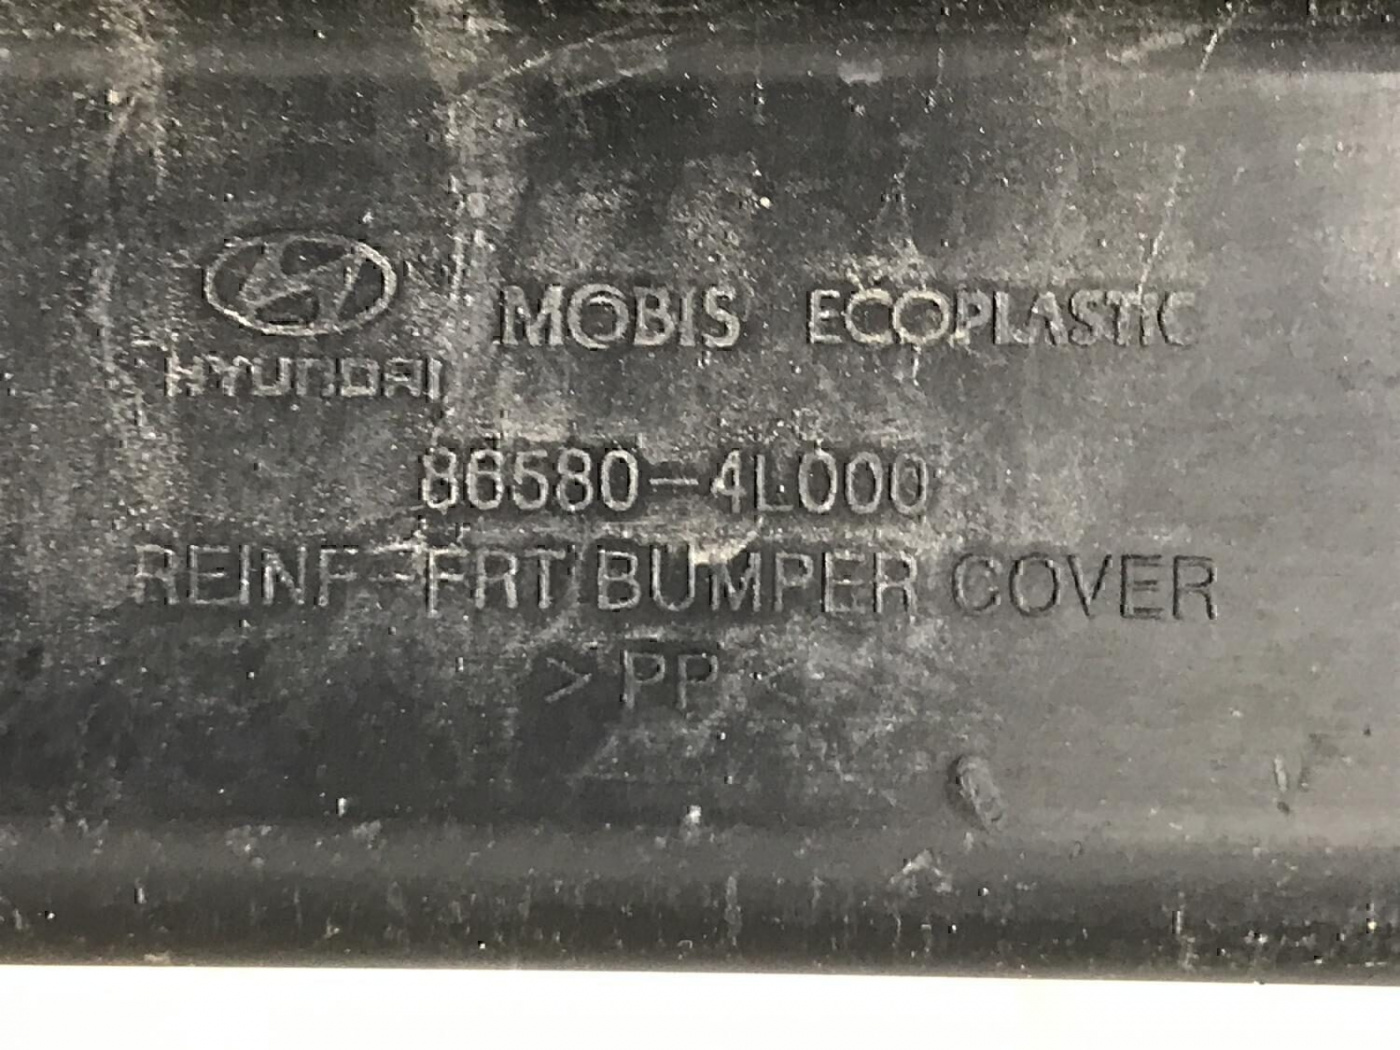 HYUNDAI MOBIS ECOPLASTIC
86580-4L000
REINF-FRT BUMPER COVER
>PP<